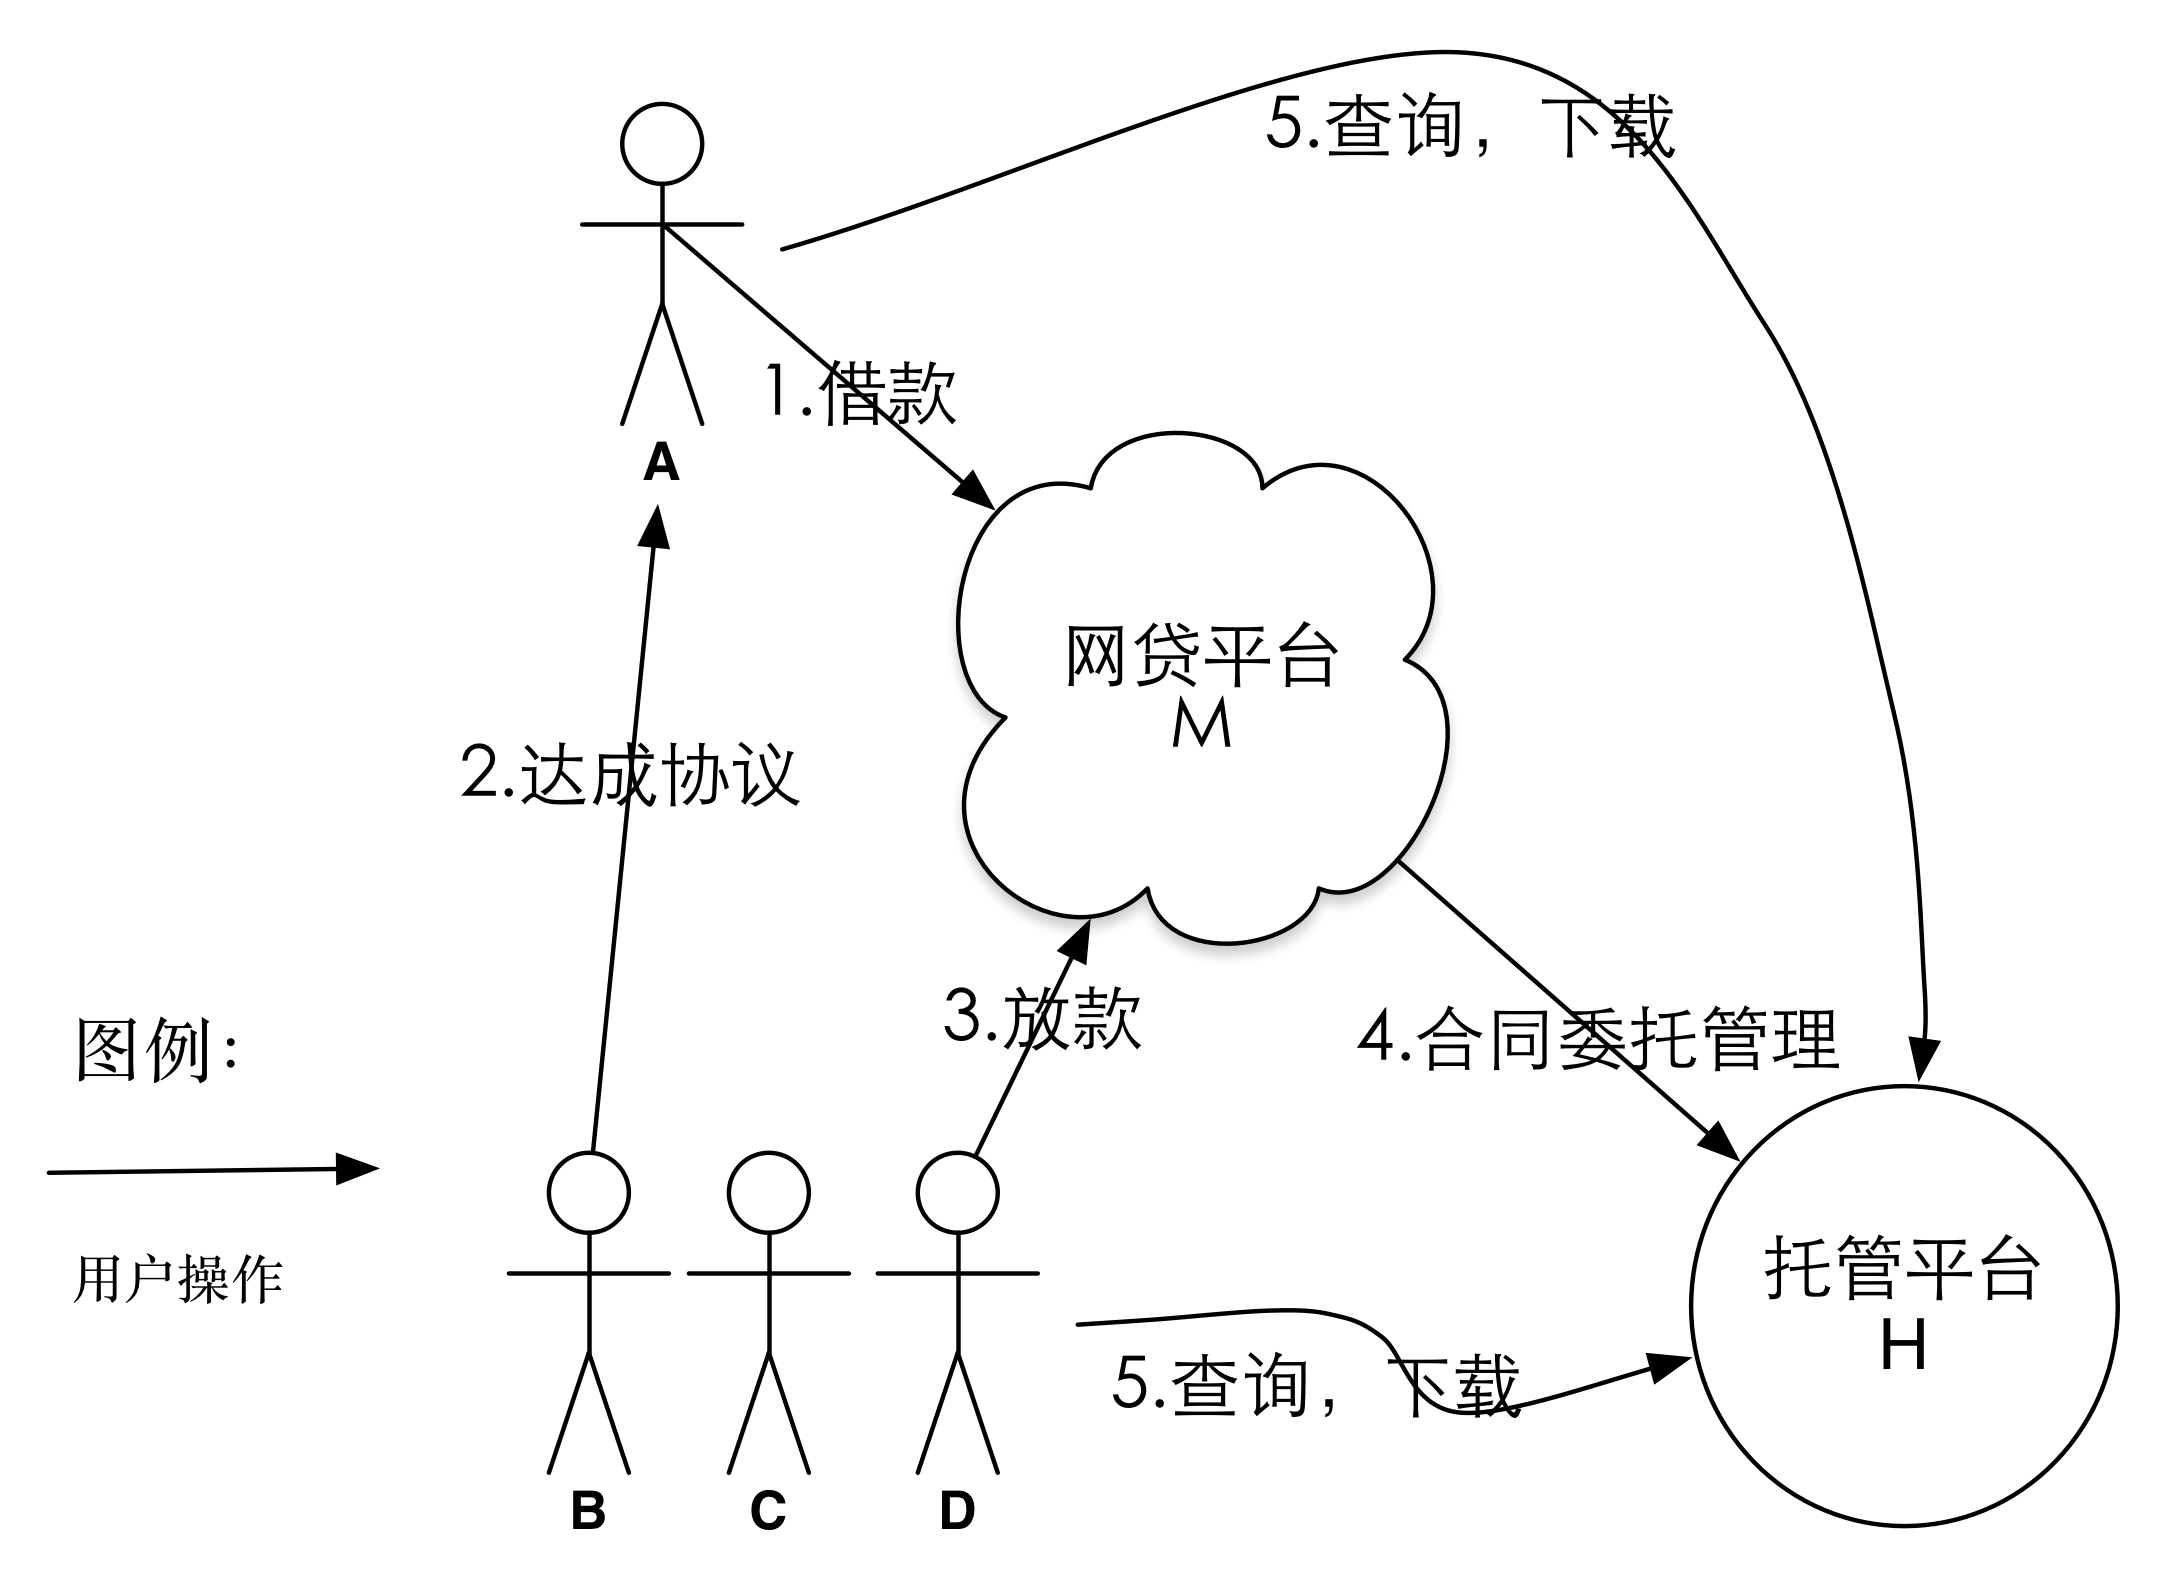 5.查询，下载
1.借款
A
网贷平台
M
2.达成协议
3.放款
4.合同委托管理
图例：
用户操作
托管平台
H
5.查询，下载
B
C
D